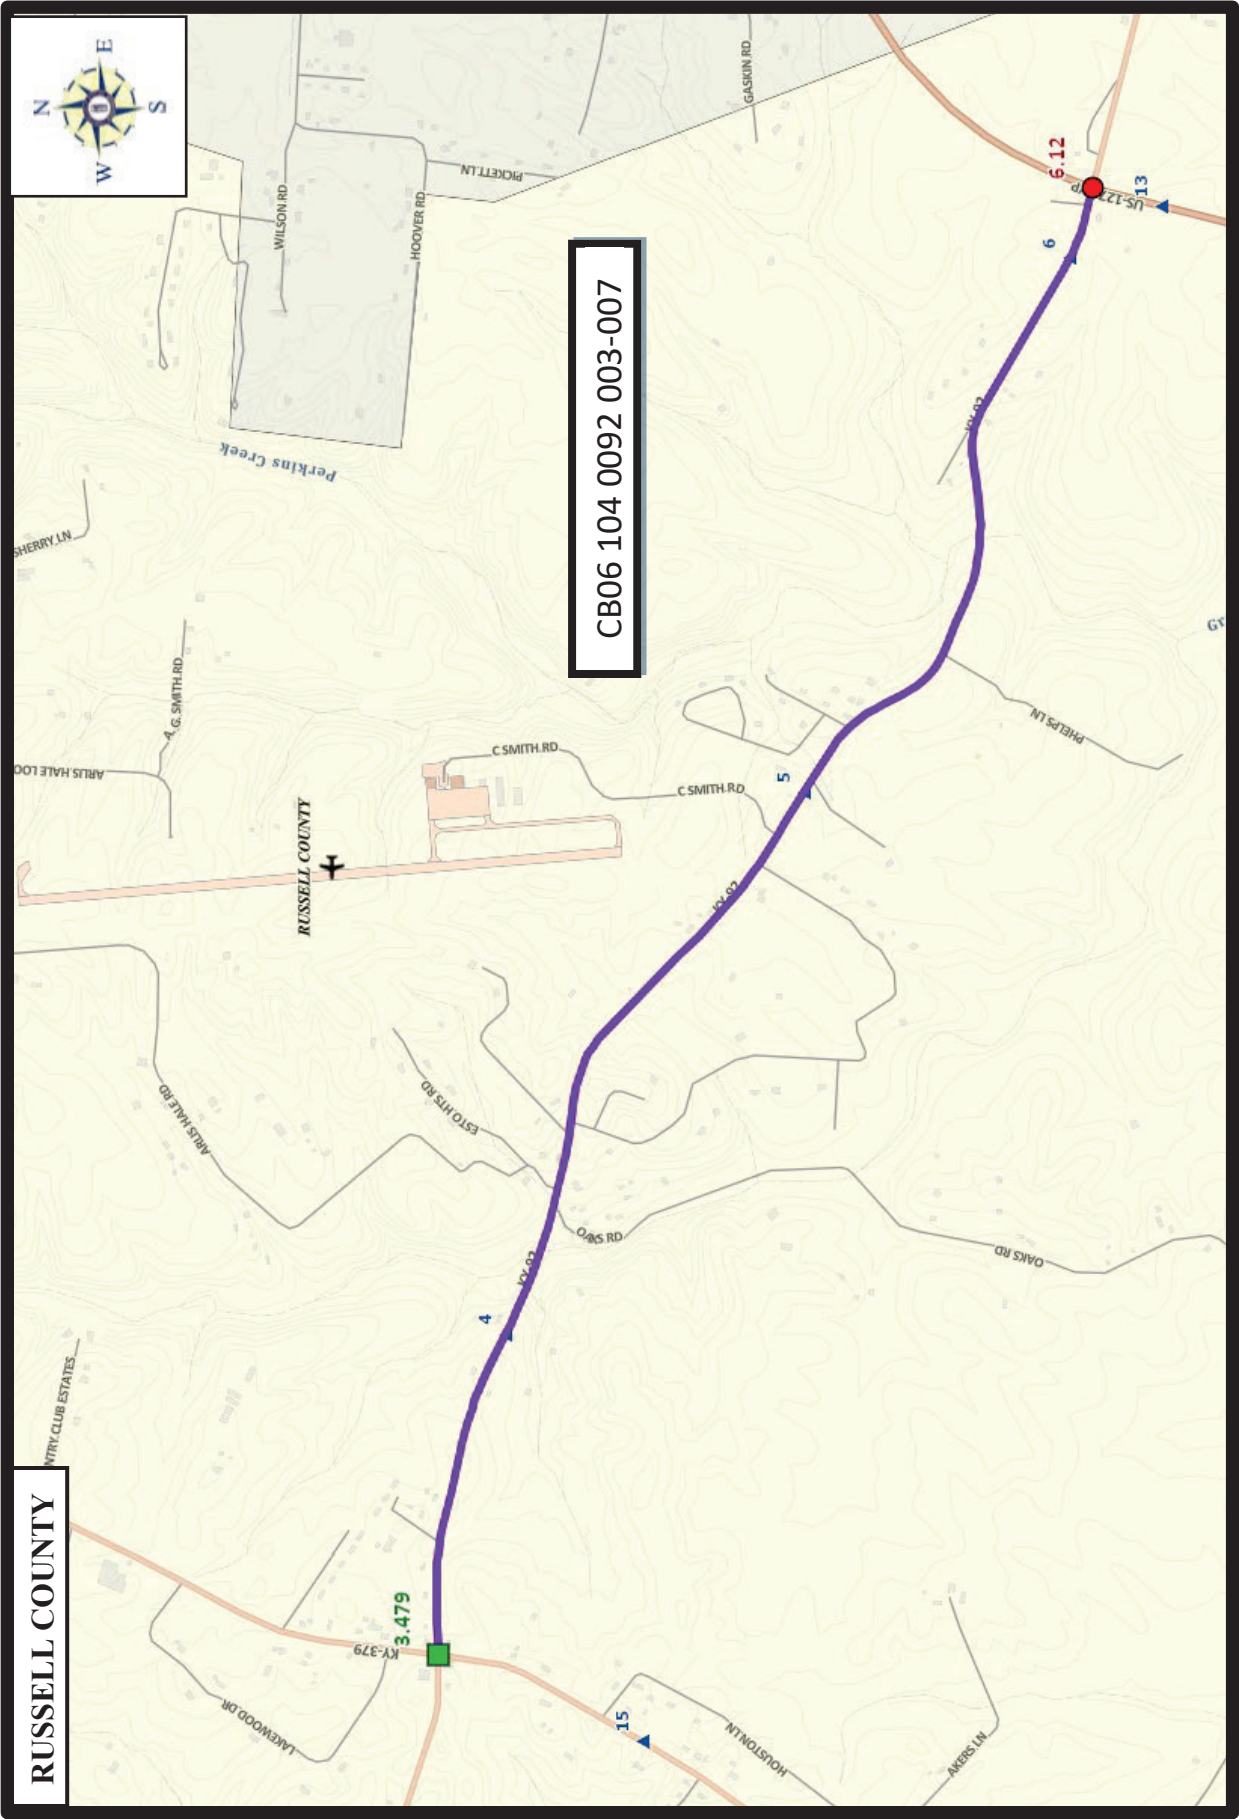 RUSSELL COUNTY
N
W
E
S
NTRY CLUB ESTATES
ARLIS HALE LOO
SHERRY LN
A. G. SMITH RD
ARLIS HALE RD
LAKEWOOD DR
WILSON RD
Perkins Creek
RUSSELL COUNTY
KY-379
3.479
HOOVER RD
ESTO HTS RD
PICKETT LN
4
C SMITH RD
KY-92
OAKS RD
CB06 104 0092 003-007
15
C SMITH RD
KY-92
HOUSTON LN
GASKIN RD
5
AKERS LN
KY-92
OAKS RD
PHELPS LN
6
6.12
US-127
13